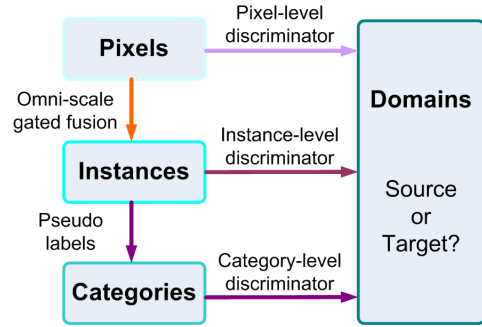 Pixel-level
discriminator
Pixels
Omni-scale
gated fusion
Domains
Instance-level
discriminator
Instances
Source
or
Target?
Pseudo
labels
Category-level
discriminator
Categories